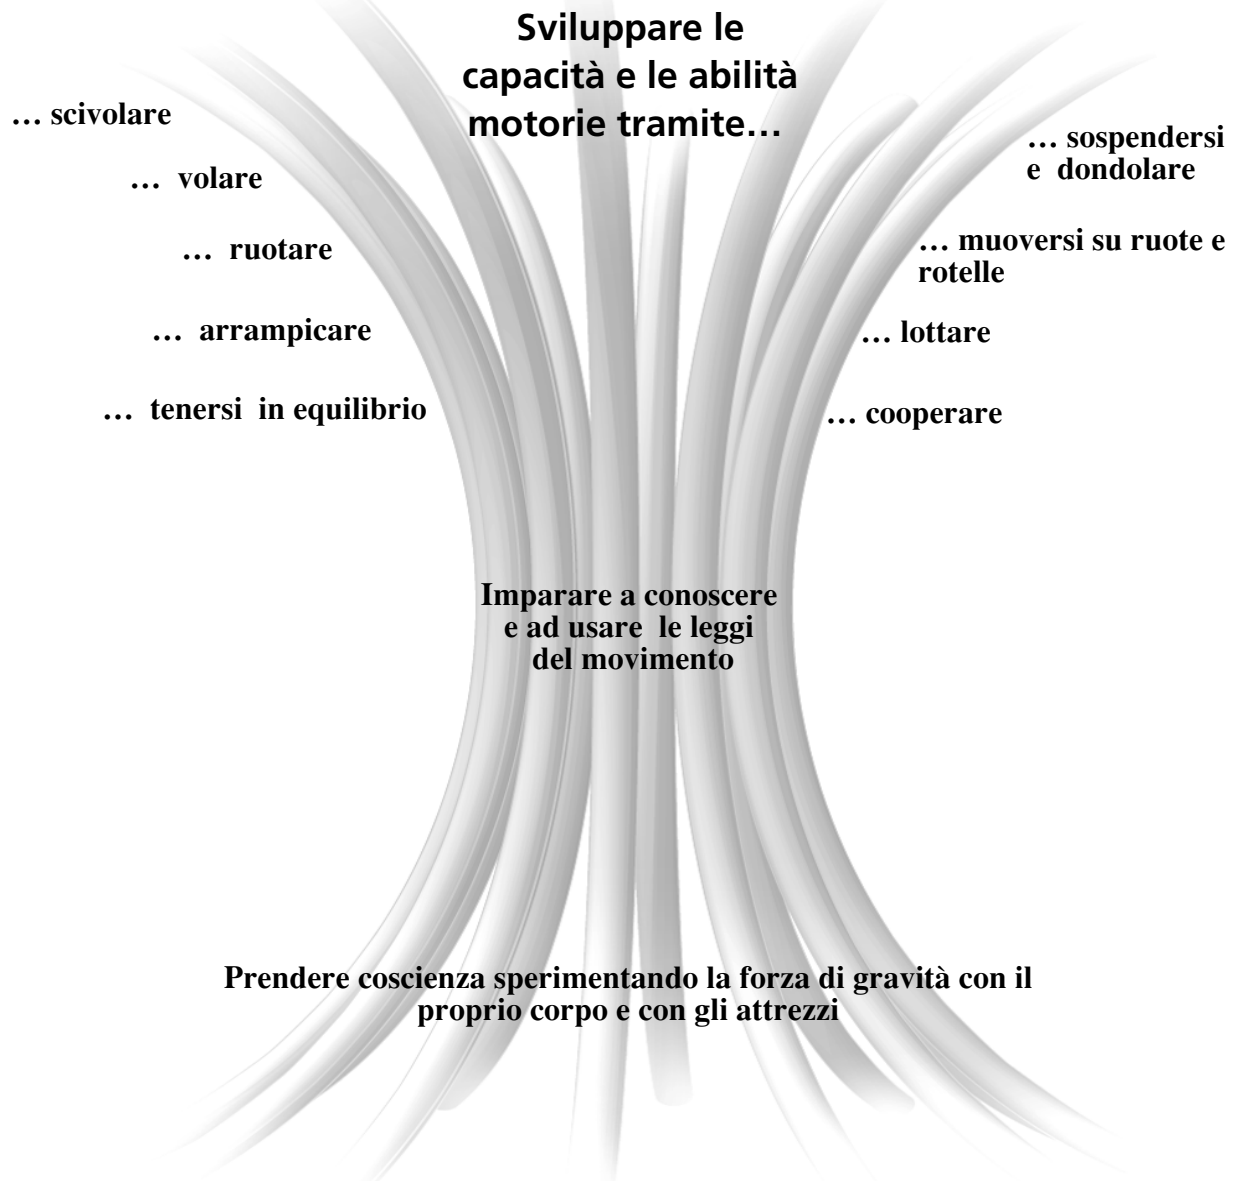 Sviluppare le
capacità e le abilità
motorie tramite…
… scivolare
… volare
… ruotare
… arrampicare
… tenersi in equilibrio
… sospendersi
e dondolare
… muoversi su ruote e
rotelle
… lottare
… cooperare
Imparare a conoscere
e ad usare le leggi
del movimento
Prendere coscienza sperimentando la forza di gravità con il
proprio corpo e con gli attrezzi